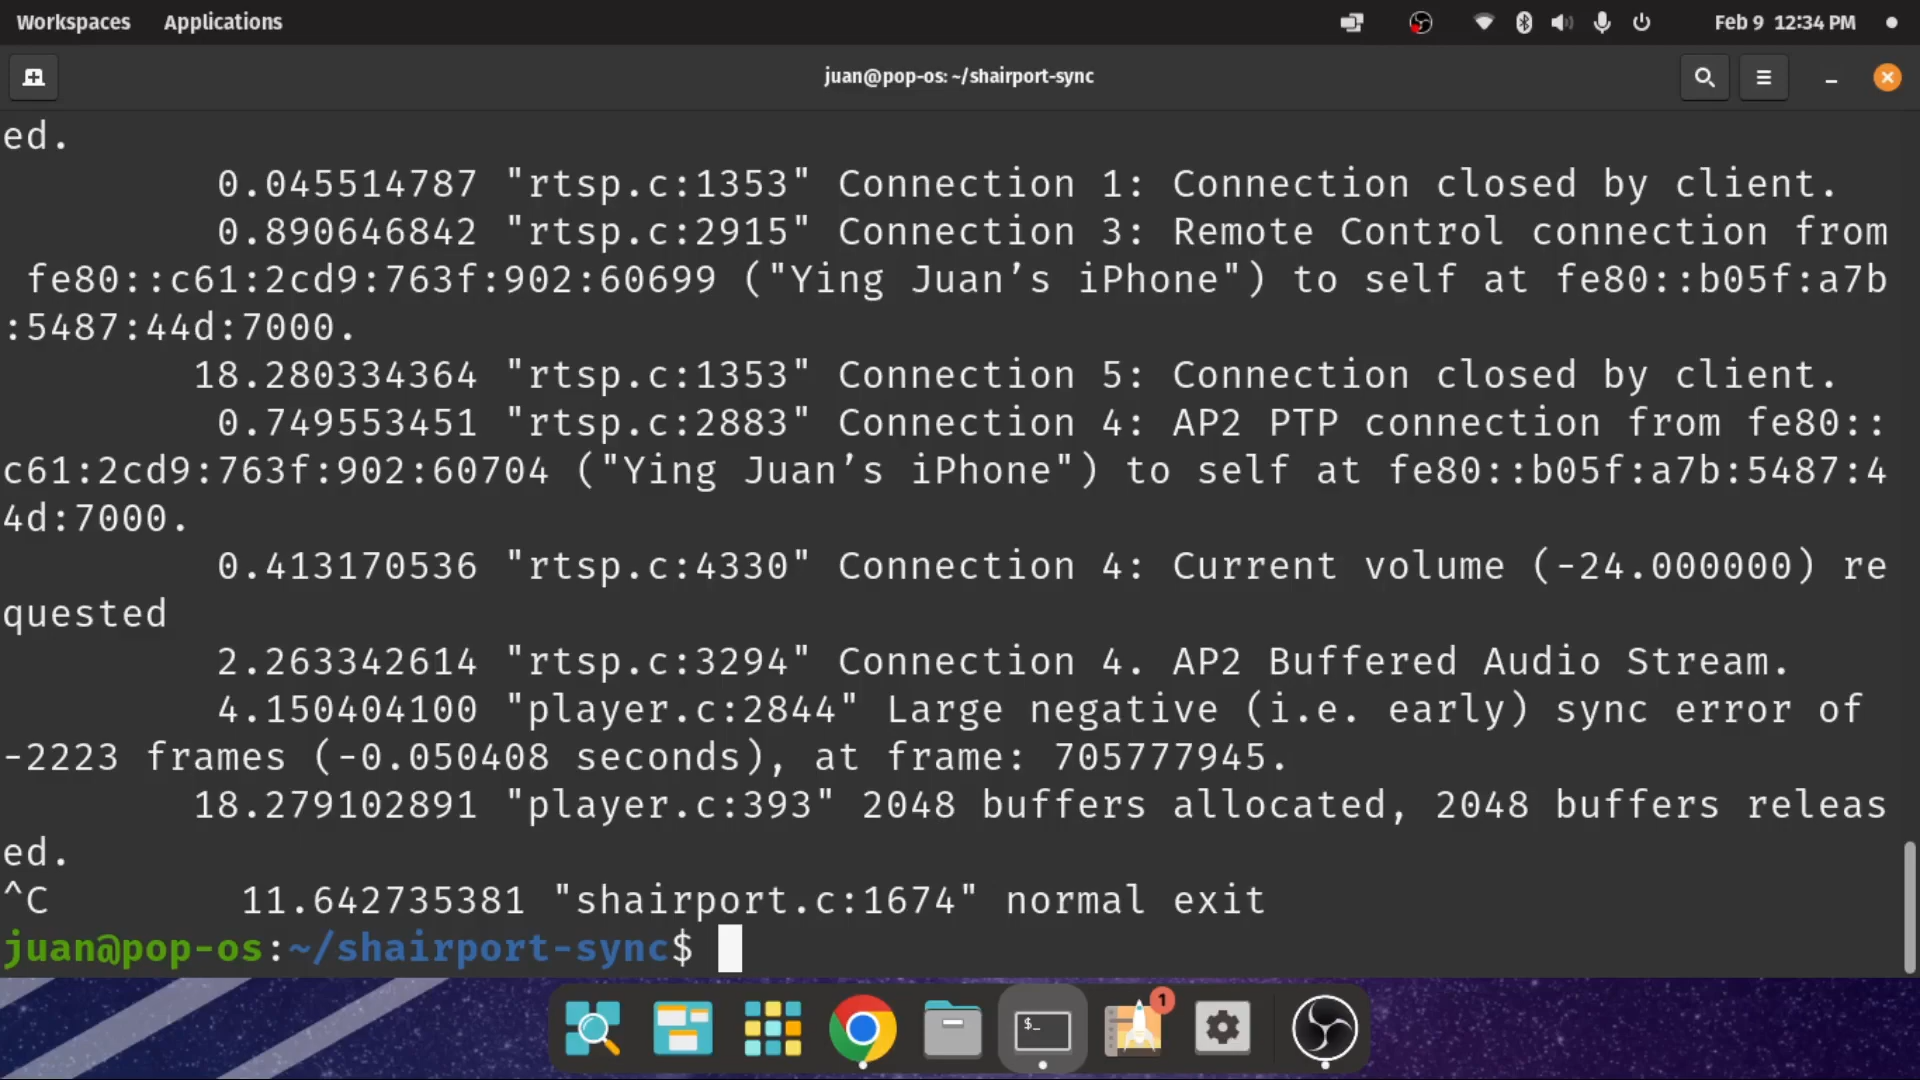 Workspaces Applications Feb 9 12:34 PM
juan@pop-os: ~/shairport-sync
ed.
0.045514787 "rtsp.c:1353" Connection 1: Connection closed by client.
0.890646842 "rtsp.c:2915" Connection 3: Remote Control connection from
fe80::c61:2cd9:763f:902:60699 ("Ying Juan’s iPhone") to self at fe80::b05f:a7b
:5487:44d:7000.
18.280334364 "rtsp.c:1353" Connection 5: Connection closed by client.
0.749553451 "rtsp.c:2883" Connection 4: AP2 PTP connection from fe80::
c61:2cd9:763f:902:60704 ("Ying Juan’s iPhone") to self at fe80::b05f:a7b:5487:4
4d:7000.
0.413170536 "rtsp.c:4330" Connection 4: Current volume (-24.000000) re
quested
2.263342614 "rtsp.c:3294" Connection 4. AP2 Buffered Audio Stream.
4.150404100 "player.c:2844" Large negative (i.e. early) sync error of
-2223 frames (-0.050408 seconds), at frame: 705777945.
18.279102891 "player.c:393" 2048 buffers allocated, 2048 buffers releas
ed.
^C 11.642735381 "shairport.c:1674" normal exit
juan@pop-os:~/shairport-sync$
$_
1